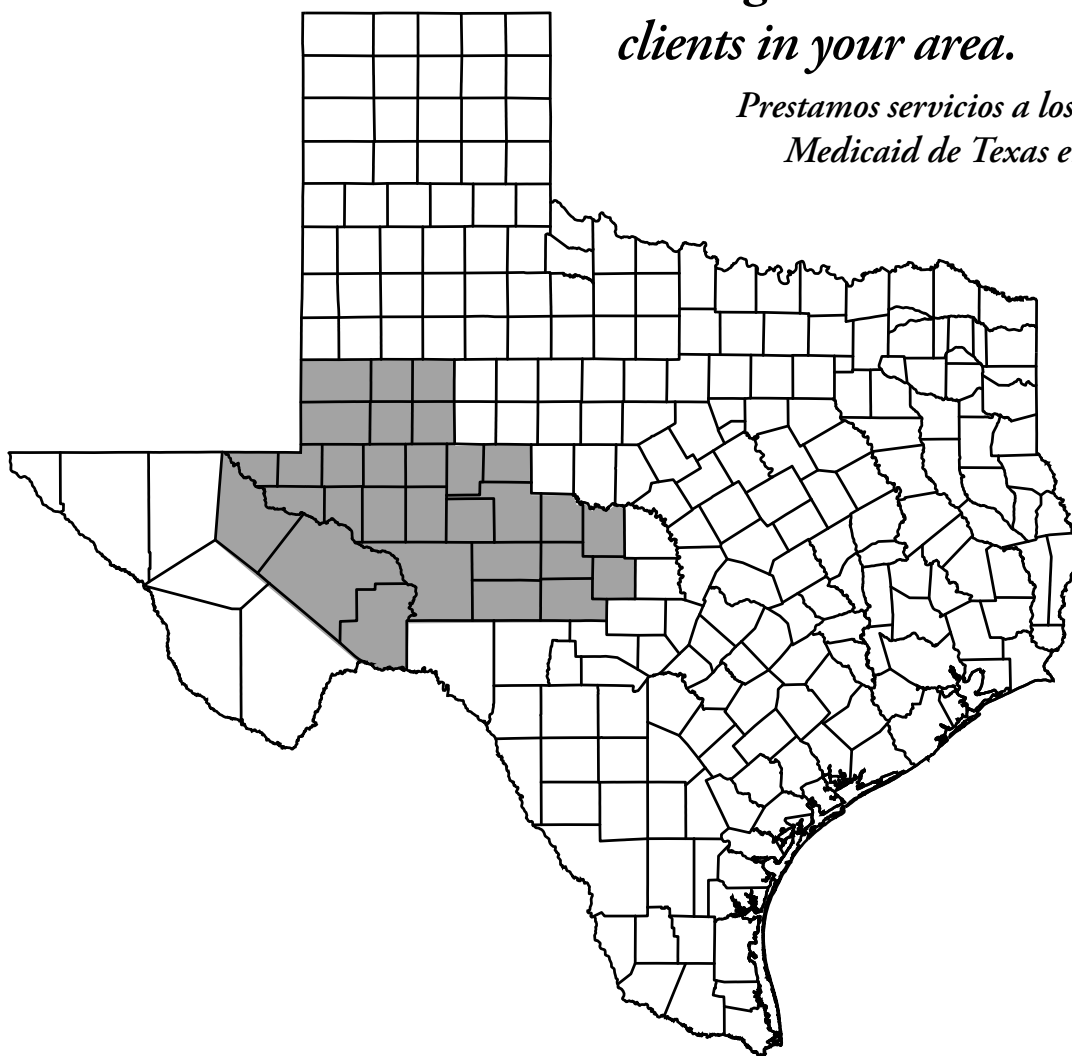 clients in your area.
Prestamos servicios a los
Medicaid de Texas e